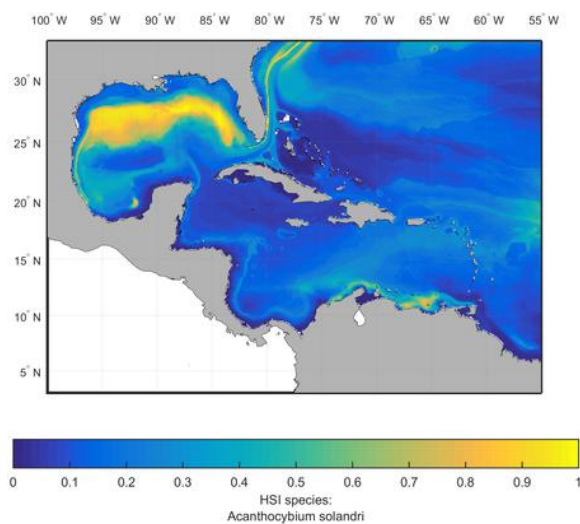 100° W 95° W 90° W 85° W 80° W 75° W 70° W 65° W 60° W 55° W
30° N
25° N
20° N
15° N
10° N
5° N
0 0.1 0.2 0.3 0.4 0.5 0.6 0.7 0.8 0.9 1
HSI species:
Acanthocybium solandri